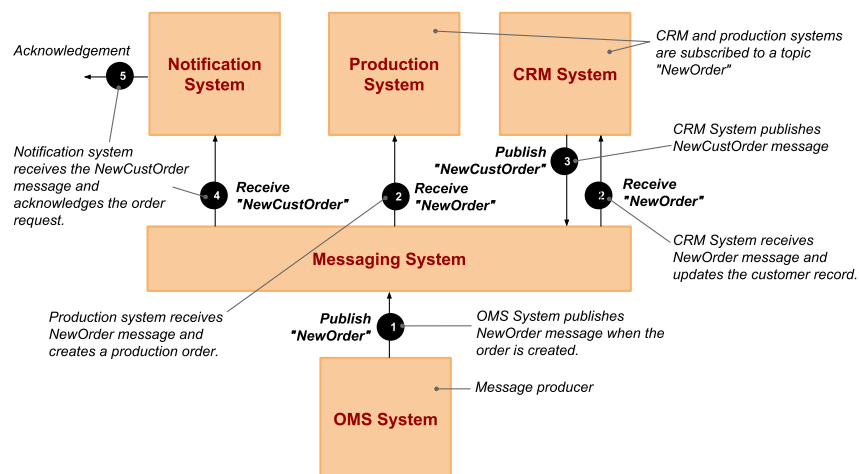 Acknowledgement
5
Notification
System
Production
System
CRM System
CRM and production systems
are subscribed to a topic
"NewOrder"
Notification system
receives the NewCustOrder
message and
acknowledges the order
request.
4
Receive
"NewCustOrder"
2
Receive
"NewOrder"
Publish
"NewCustOrder"
3
CRM System publishes
NewCustOrder message
2
Receive
"NewOrder"
CRM System receives
NewOrder message and
updates the customer record.
Messaging System
Production system receives
NewOrder message and
creates a production order.
Publish
"NewOrder"
1
OMS System publishes
NewOrder message when the
order is created.
OMS System
Message producer